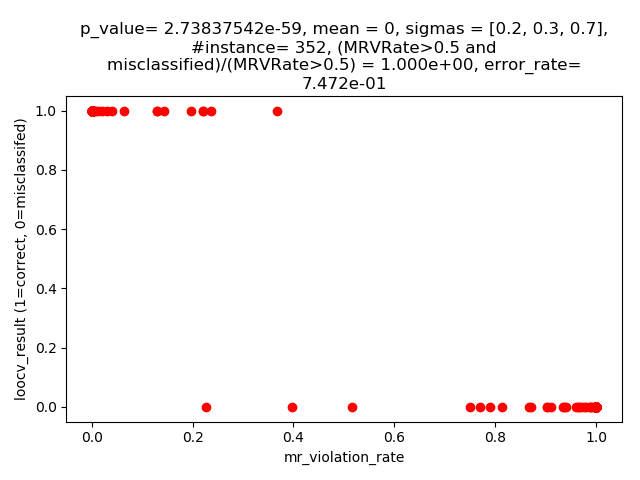 p_value= 2.73837542e-59, mean = 0, sigmas = [0.2, 0.3, 0.7],
#instance= 352, (MRVRate>0.5 and
misclassified)/(MRVRate>0.5) = 1.000e+00, error_rate=
7.472e-01
1.0
0.8
0.6
0.4
0.2
0.0
loocv_result (1=correct, 0=misclassifed)
0.0 0.2 0.4 0.6 0.8 1.0
mr_violation_rate